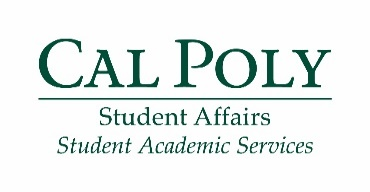 CAL POLY
Student Affairs
Student Academic Services